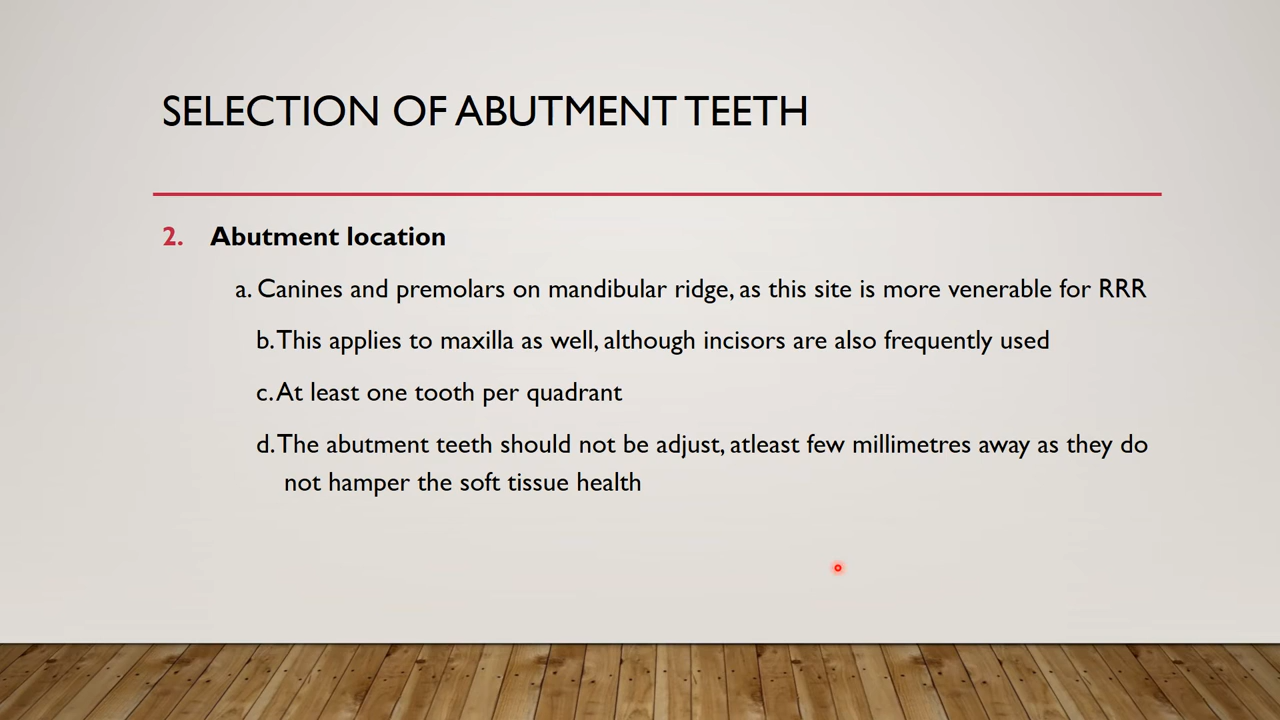 SELECTION OF ABUTMENT TEETH
2. Abutment location
a. Canines and premolars on mandibular ridge, as this site is more venerable for RRR
b. This applies to maxilla as well, although incisors are also frequently used
c. At least one tooth per quadrant
d. The abutment teeth should not be adjust, atleast few millimetres away as they do
not hamper the soft tissue health